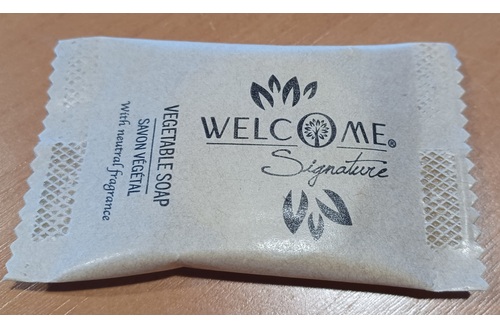 WELCOME®
Signature
VEGETABLE SOAP
SAVON VÉGÉTAL
With neutral fragrance